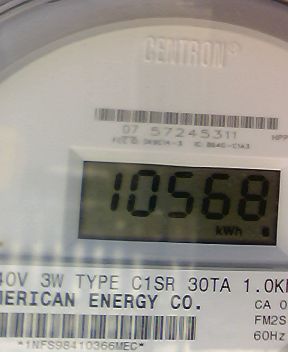 CENTRON®
07 57245311
10568
kWh
40V 3W TYPE C1SR 30TA 1.0K
MERICAN ENERGY CO.
CA 0
FM2S
60Hz
*1NFS98410366MEC*